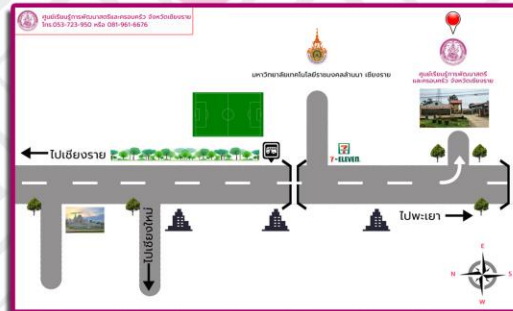 ศูนย์เรียนรู้การพัฒนาสตรีและครอบครัว จังหวัดเชียงราย
โทร.053-723-950 หรือ 081-961-6676
มหาวิทยาลัยเทคโนโลยีราชมงคลล้านนา เชียงราย
ศูนย์เรียนรู้การพัฒนาสตรี
และครอบครัว จังหวัดเชียงราย
7-ELEVEN
ไปเชียงราย
ไปเชียงใหม่
ไปพะเยา
E
N
S
W